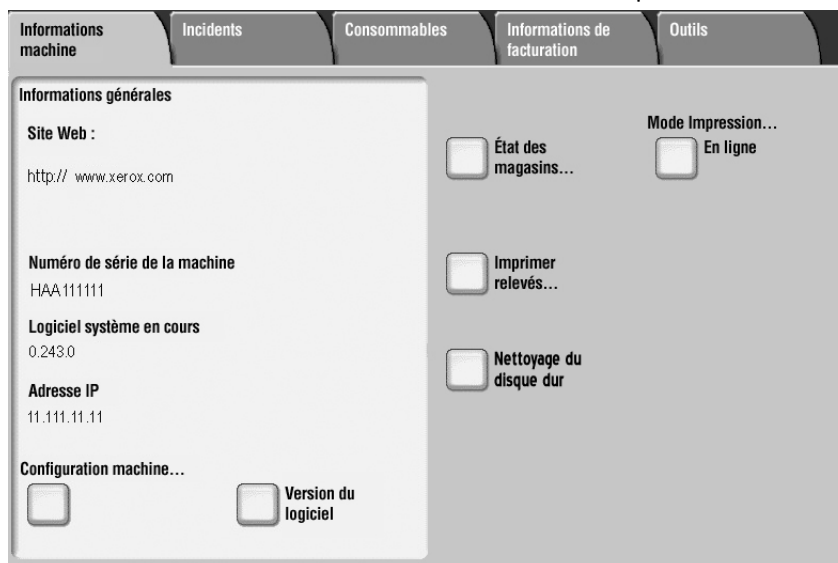 Informations
machine
Incidents
Consommables
Informations de
facturation
Outils
Informations générales
Site Web :
http:// www.xerox.com
Numéro de série de la machine
HAA111111
Logiciel système en cours
0.243.0
Adresse IP
11.111.11.11
Configuration machine...
Version du
logiciel
État des
magasins...
Imprimer
relevés...
Nettoyage du
disque dur
Mode Impression...
En ligne